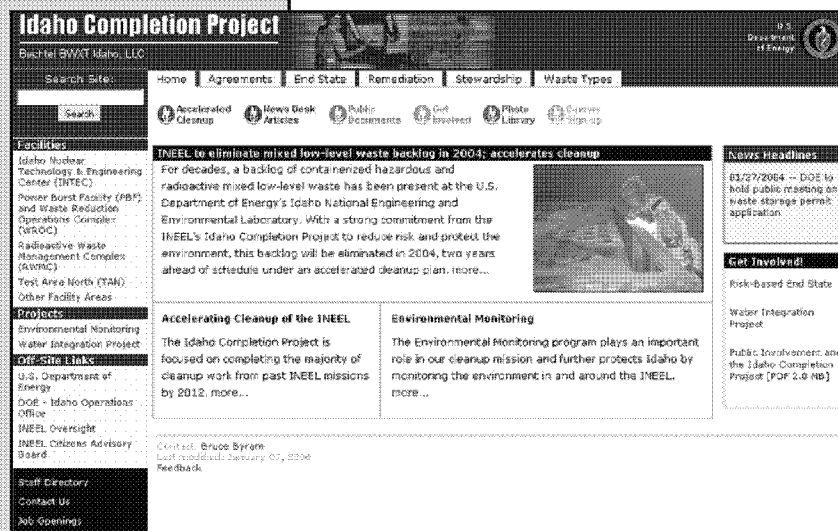 Idaho Completion Project
Bechtel BWXT Idaho, LLC
U.S.
Department
of Energy
Search Site:
Search
Home
Agreements
End State
Remediation
Stewardship
Waste Types
Accelerated
Cleanup
News Desk
Articles
Public
Documents
Get
Involved
Photo
Library
Sign-up
Facilities
Idaho Nuclear
Technology & Engineering
Center (INTEC)
Power Burst Facility (PBF)
and Waste Reduction
Operations Complex
(WROC)
Radioactive Waste
Management Complex
(RWMC)
Test Area North (TAN)
Other Facility Areas
Projects
Environmental Monitoring
Water Integration Project
Off-Site Links
U.S. Department of
Energy
DOE - Idaho Operations
Office
INEEL Oversight
INEEL Citizens Advisory
Board
Staff Directory
Contact Us
Job Openings
INEEL to eliminate mixed low-level waste backlog in 2004; accelerates cleanup
For decades, a backlog of containerized hazardous and
radioactive mixed low-level waste has been present at the U.S.
Department of Energy's Idaho National Engineering and
Environmental Laboratory. With a strong commitment from the
INEEL's Idaho Completion Project to reduce risk and protect the
environment, this backlog will be eliminated in 2004, two years
ahead of schedule under an accelerated cleanup plan. more...
Accelerating Cleanup of the INEEL
The Idaho Completion Project is
focused on completing the majority of
cleanup work from past INEEL missions
by 2012. more...
Environmental Monitoring
The Environmental Monitoring program plays an important
role in our cleanup mission and further protects Idaho by
monitoring the environment in and around the INEEL.
more...
Contact: Bruce Byram
Last modified: January 07,
Feedback
News Headlines
01/27/2004 -- DOE to
hold public meeting on
waste storage permit
application
Get Involved!
Risk-Based End State
Water Integration
Project
Public Involvement and
the Idaho Completion
Project [PDF 2.0 MB]